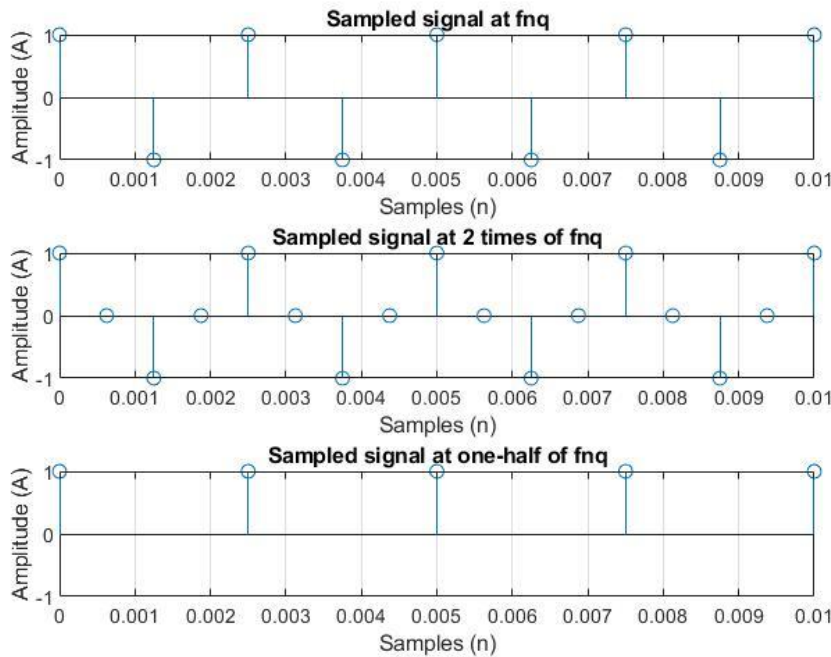 Sampled signal at fnq
Amplitude (A)
1
0
-1
0 0.001 0.002 0.003 0.004 0.005 0.006 0.007 0.008 0.009 0.01
Samples (n)
Sampled signal at 2 times of fnq
Amplitude (A)
1
0
-1
0 0.001 0.002 0.003 0.004 0.005 0.006 0.007 0.008 0.009 0.01
Samples (n)
Sampled signal at one-half of fnq
Amplitude (A)
1
0
-1
0 0.001 0.002 0.003 0.004 0.005 0.006 0.007 0.008 0.009 0.01
Samples (n)